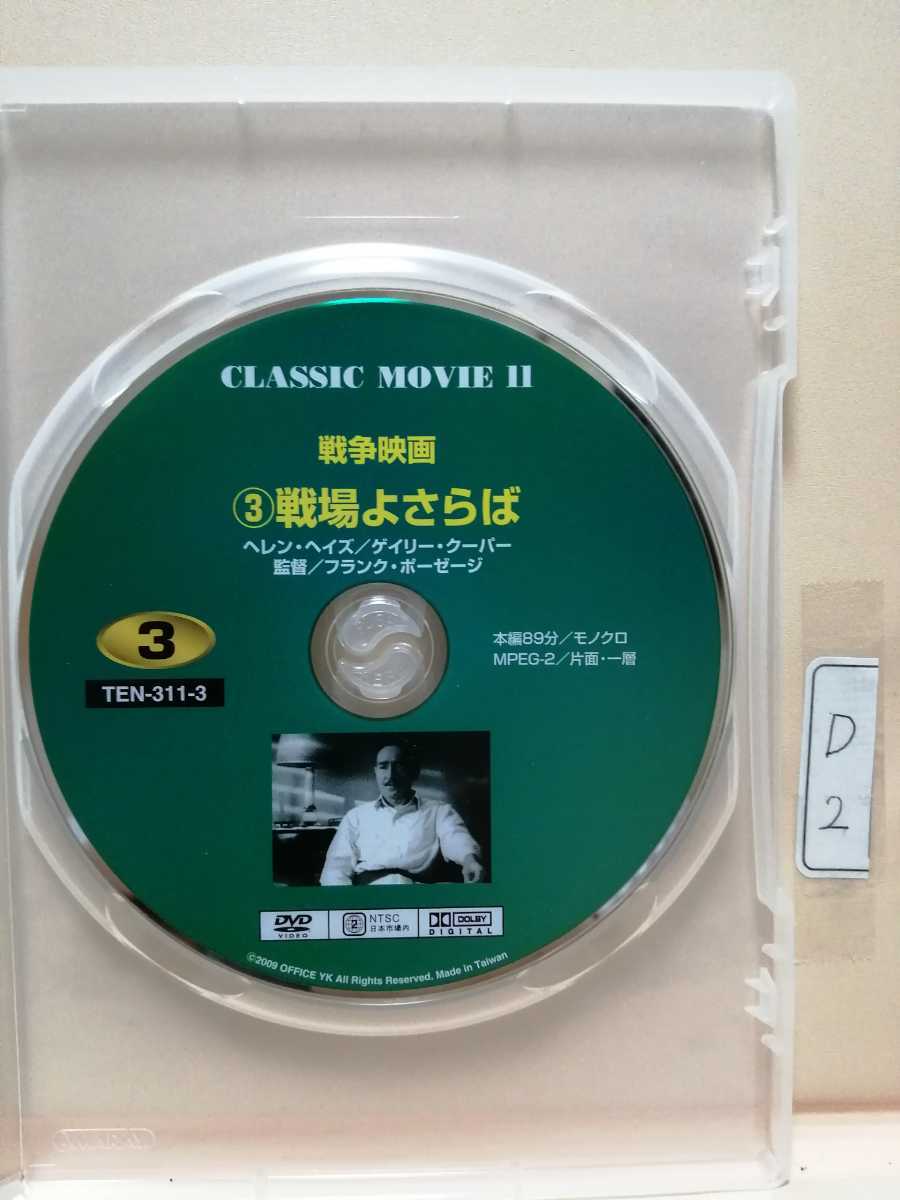 CLASSIC MOVIE 11
戦争映画
③戦場よさらば
ヘレン・ヘイズ／ゲイリー・クーパー
監督／フランク・ボーゼージ
3
TEN-311-3
本編89分／モノクロ
MPEG-2／片面・一層
DVD
VIDEO
2
NTSC
日本市場内
DOLBY
DIGITAL
©2009 OFFICE YK All Rights Reserved. Made in Taiwan
D
2